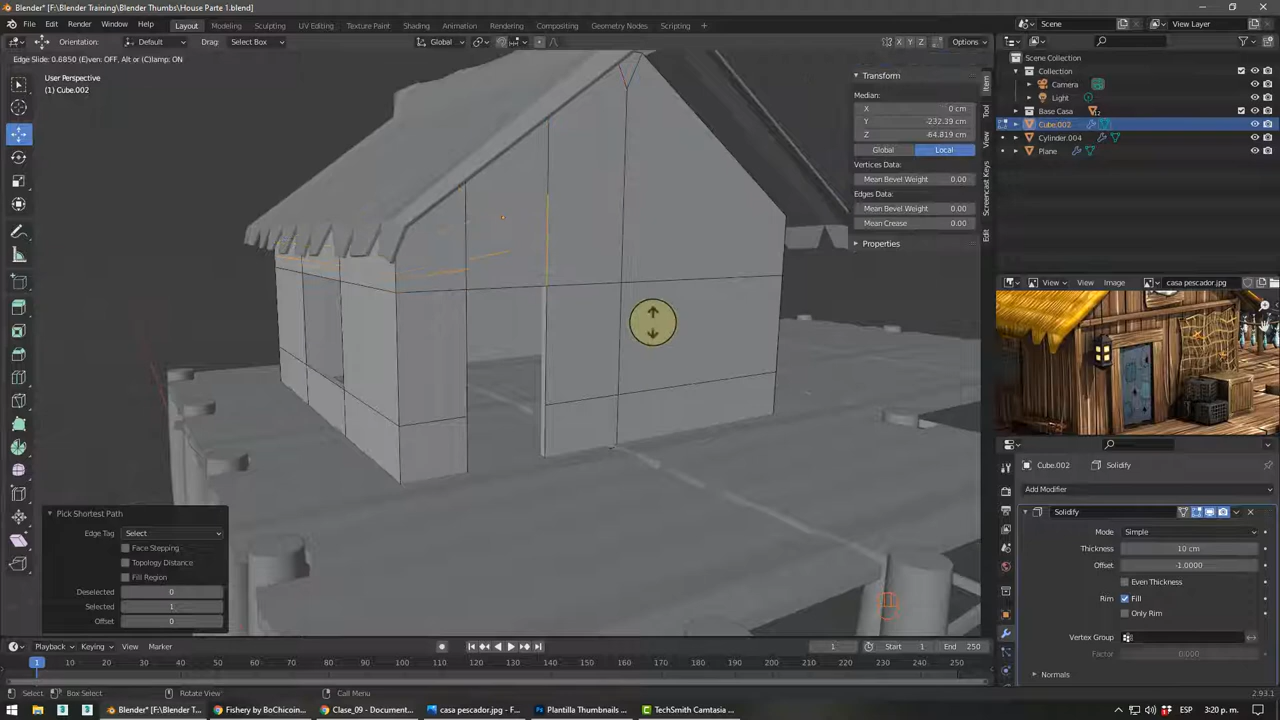 Blender* [F:\Blender Training\Blender Thumbs\House Parte 1.blend]
File Edit Render Window Help Layout Modeling Sculpting UV Editing Texture Paint Shading Animation Rendering Compositing Geometry Nodes Scripting + Scene View Layer
Orientation: Default Drag: Select Box Global X Y Z Options
Edge Slide: 0.6850 (E)ven: OFF, Alt or (C)lamp: ON
User Perspective
(1) Cube.002
Transform
Median:
X 0 cm
Y -232.39 cm
Z -64.819 cm
Global Local
Vertices Data:
Mean Bevel Weight 0.00
Edges Data:
Mean Bevel Weight 0.00
Mean Crease 0.00
Properties
Item
Tool
View
Screencast Keys
Edit
Scene Collection
Collection
Camera
Light
Base Casa
Cube.002
Cylinder.004
Plane
View View Image casa pescador.jpg
Cube.002 Solidify
Add Modifier
Solidify
Mode Simple
Thickness 10 cm
Offset -1.0000
Even Thickness
Rim Fill
Only Rim
Vertex Group
Factor 0.000
Normals
Pick Shortest Path
Edge Tag Select
Face Stepping
Topology Distance
Fill Region
Deselected 0
Selected 1
Offset 0
Playback Keying View Marker 1 Start 1 End 250
1 10 20 30 40 50 60 70 80 90 100 110 120 130 140 150 160 170 180 190 200 210 220 230 240 250
Select Box Select Rotate View Call Menu 2.93.1
Blender* [F:\Blender T... Fishery by BoChicoin... Clase_09 - Document... casa pescador.jpg - F... Plantilla Thumbnails ... TechSmith Camtasia ... ESP 3:20 p. m.